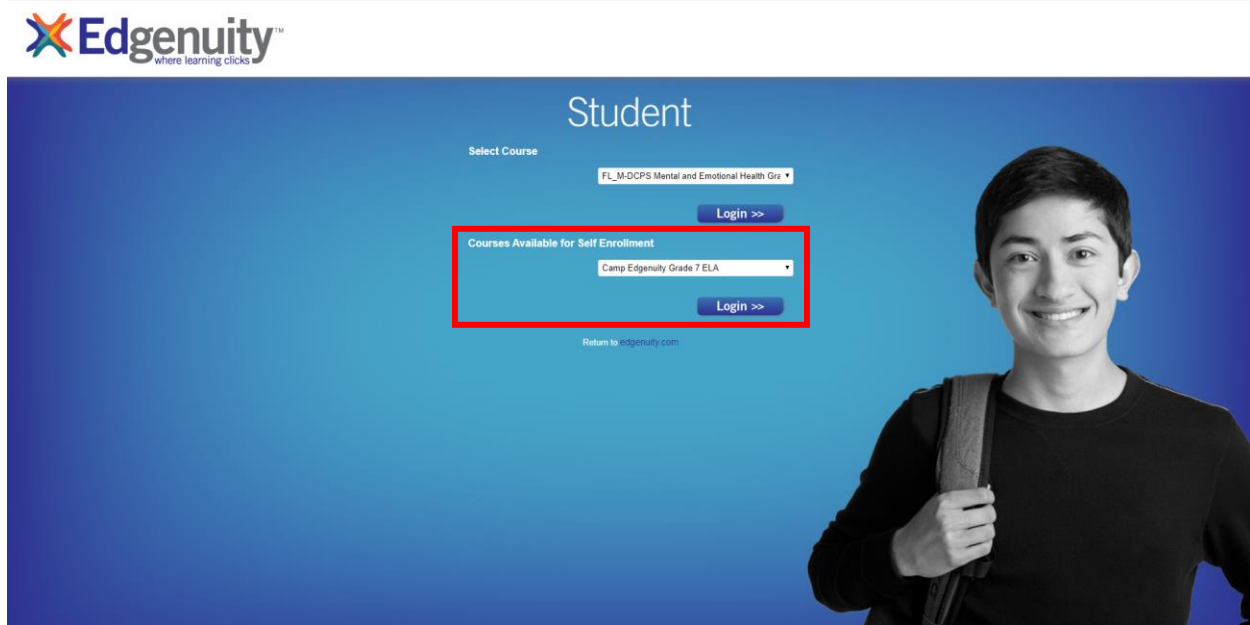 Edgenuity™
where learning clicks
Student
Select Course
FL_M-DCPS Mental and Emotional Health Gra
Login >>
Courses Available for Self Enrollment
Camp Edgenuity Grade 7 ELA
Login >>
Return to edgenuity.com